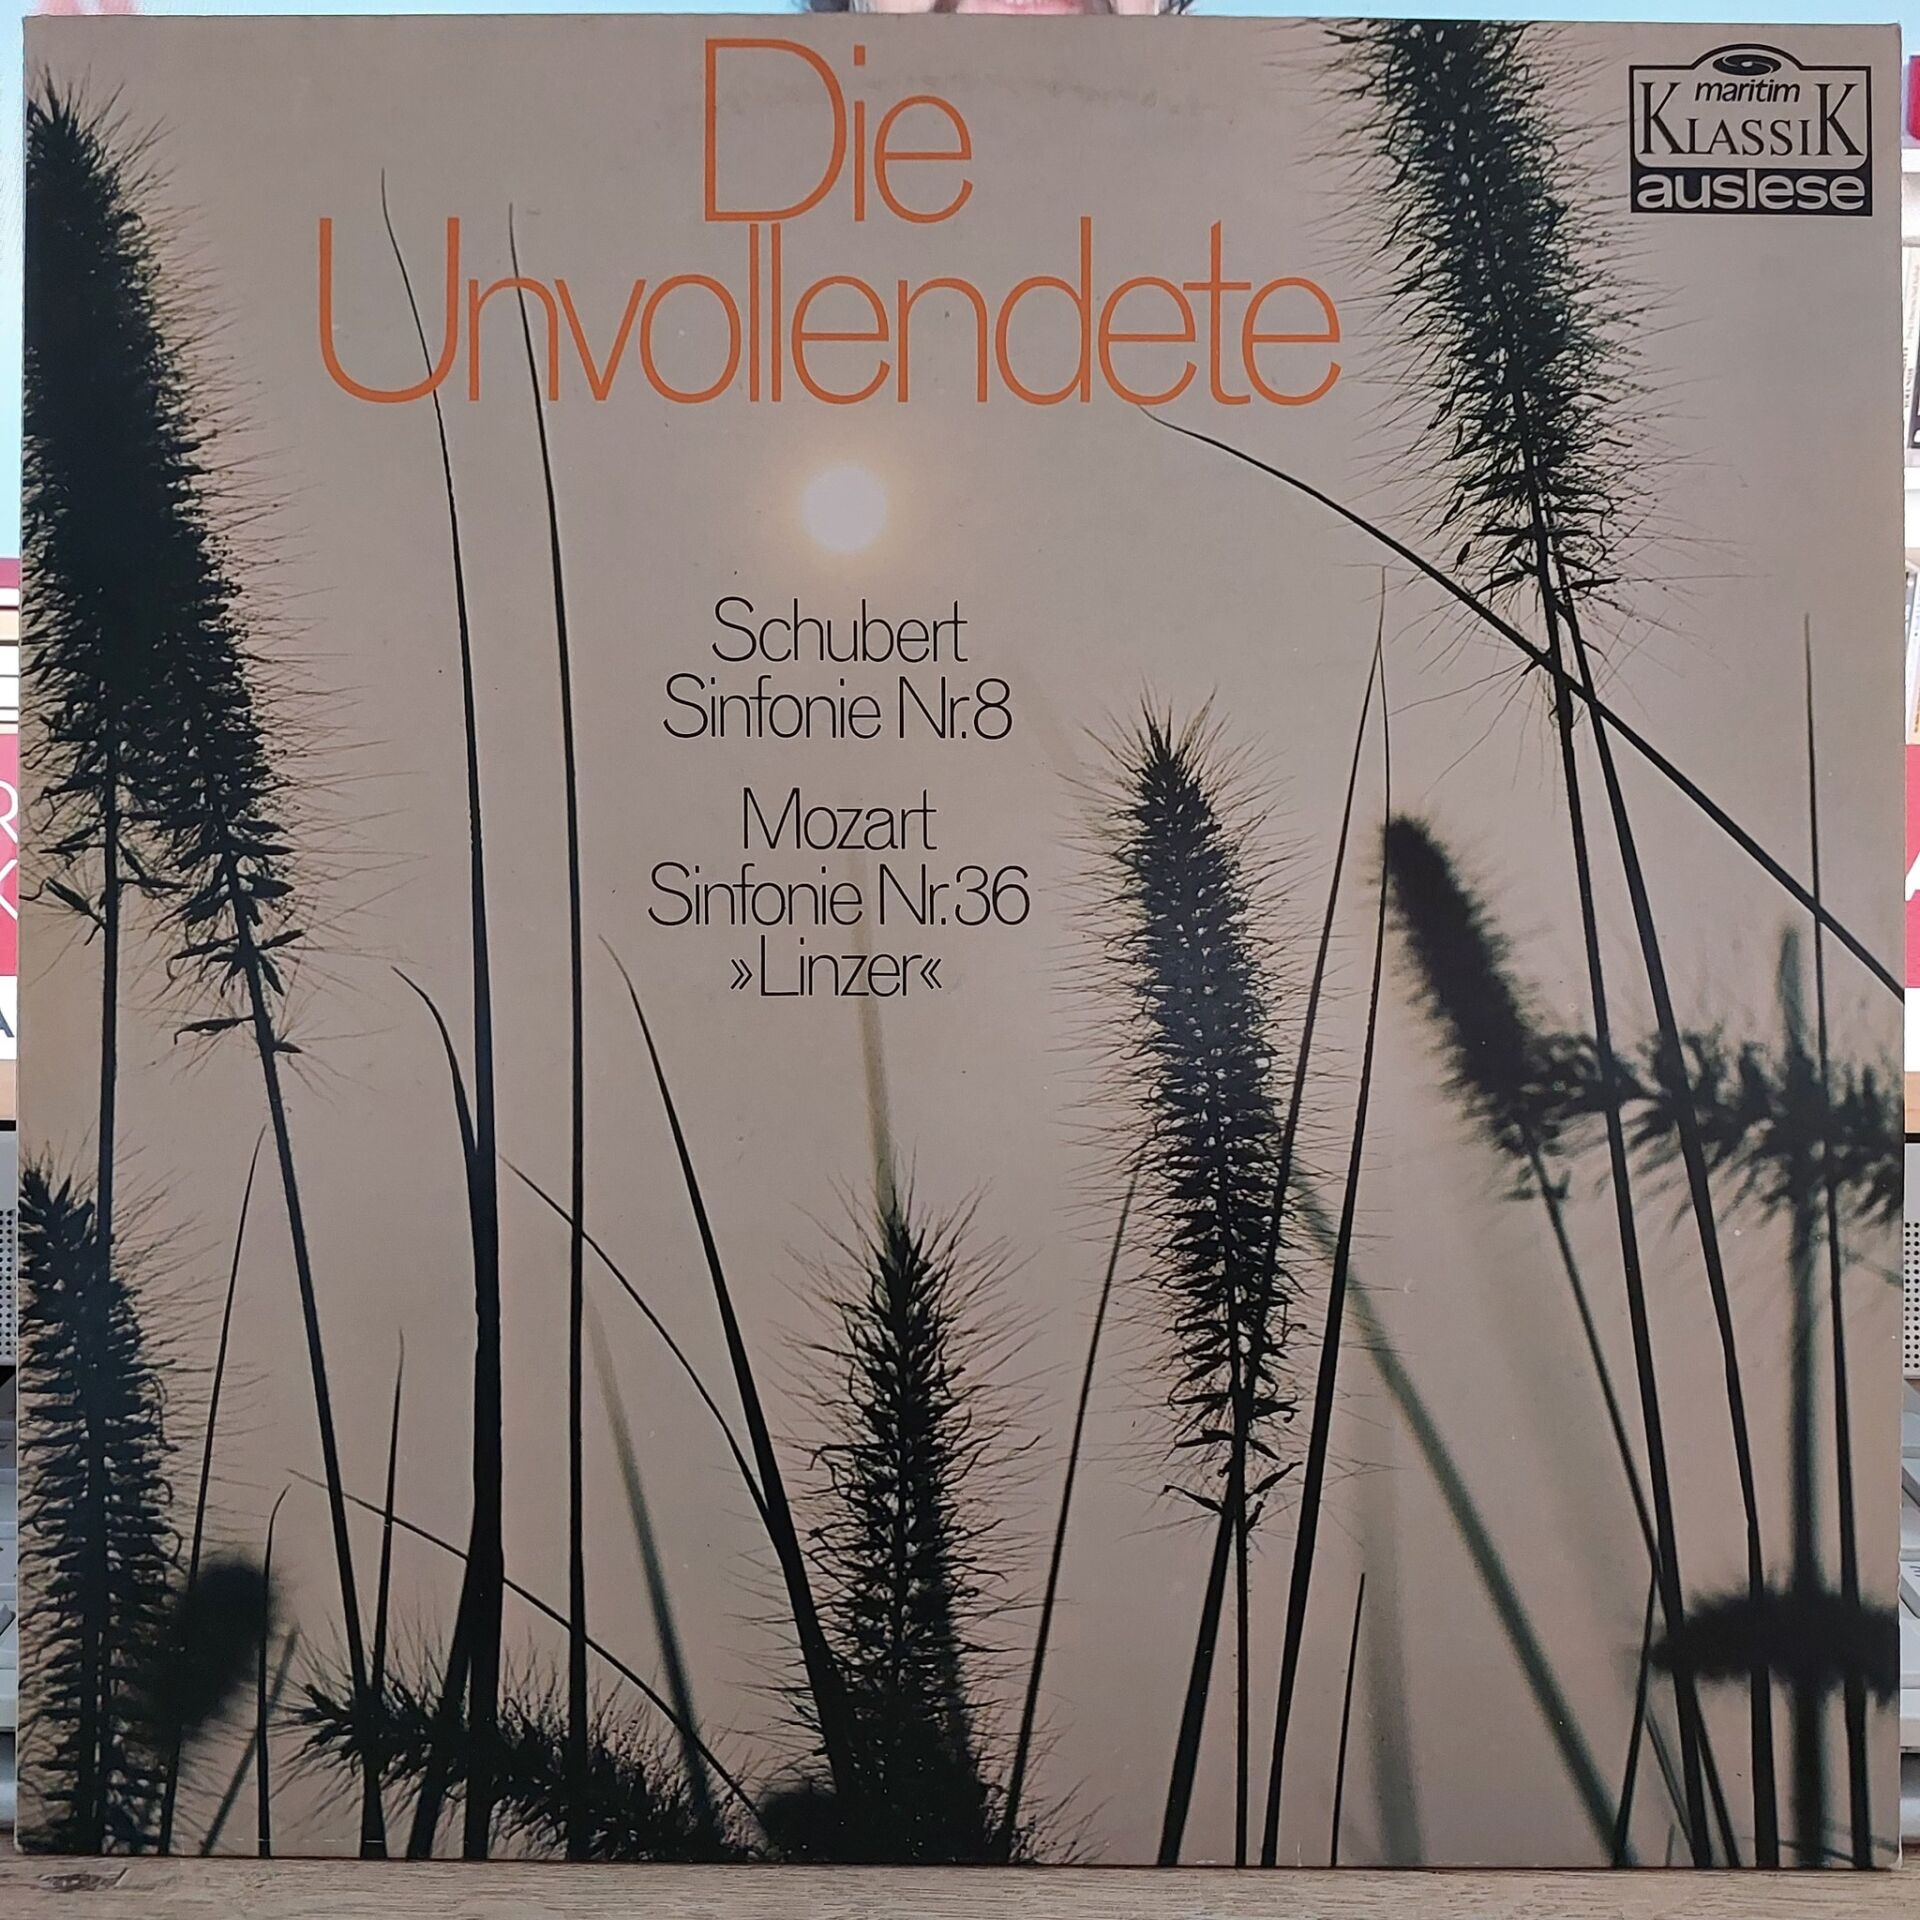 Die
Unvollendete
maritim
KLASSIK
auslese
Schubert
Sinfonie Nr.8
Mozart
Sinfonie Nr.36
»Linzer«